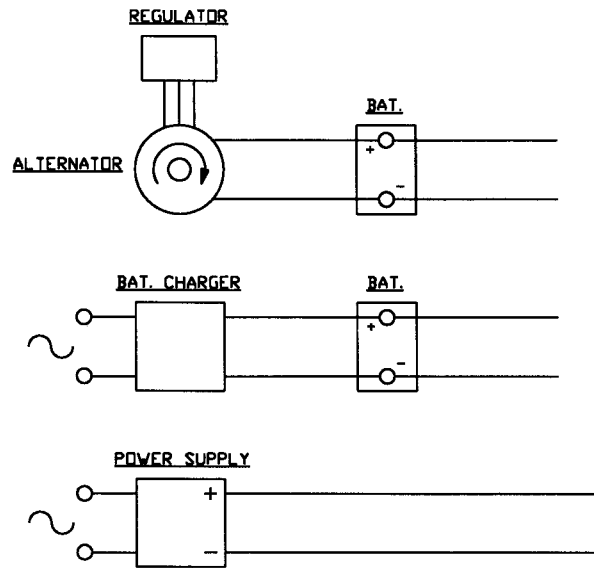 REGULATOR
BAT.
+
ALTERNATOR
-
BAT. CHARGER
BAT.
+
-
POWER SUPPLY
+
-